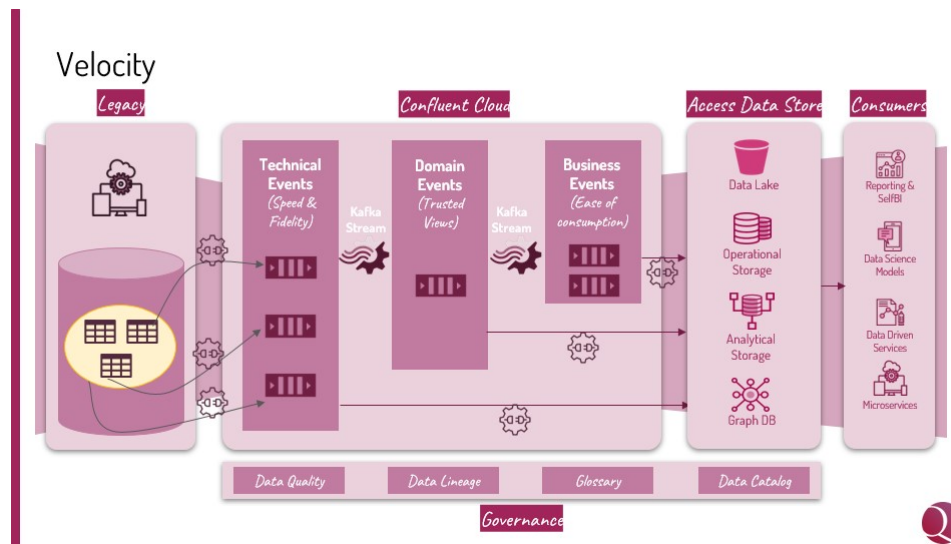 Velocity
Legacy
Confluent Cloud
Access Data Store
Consumers
Technical
Events
(Speed &
Fidelity)
Kafka
Stream
Domain
Events
(Trusted
Views)
Kafka
Stream
Business
Events
(Ease of
consumption)
Data Lake
Operational
Storage
Analytical
Storage
Graph DB
Reporting &
SelfBI
Data Science
Models
Data Driven
Services
Microservices
Data Quality
Data Lineage
Glossary
Data Catalog
Governance
Q